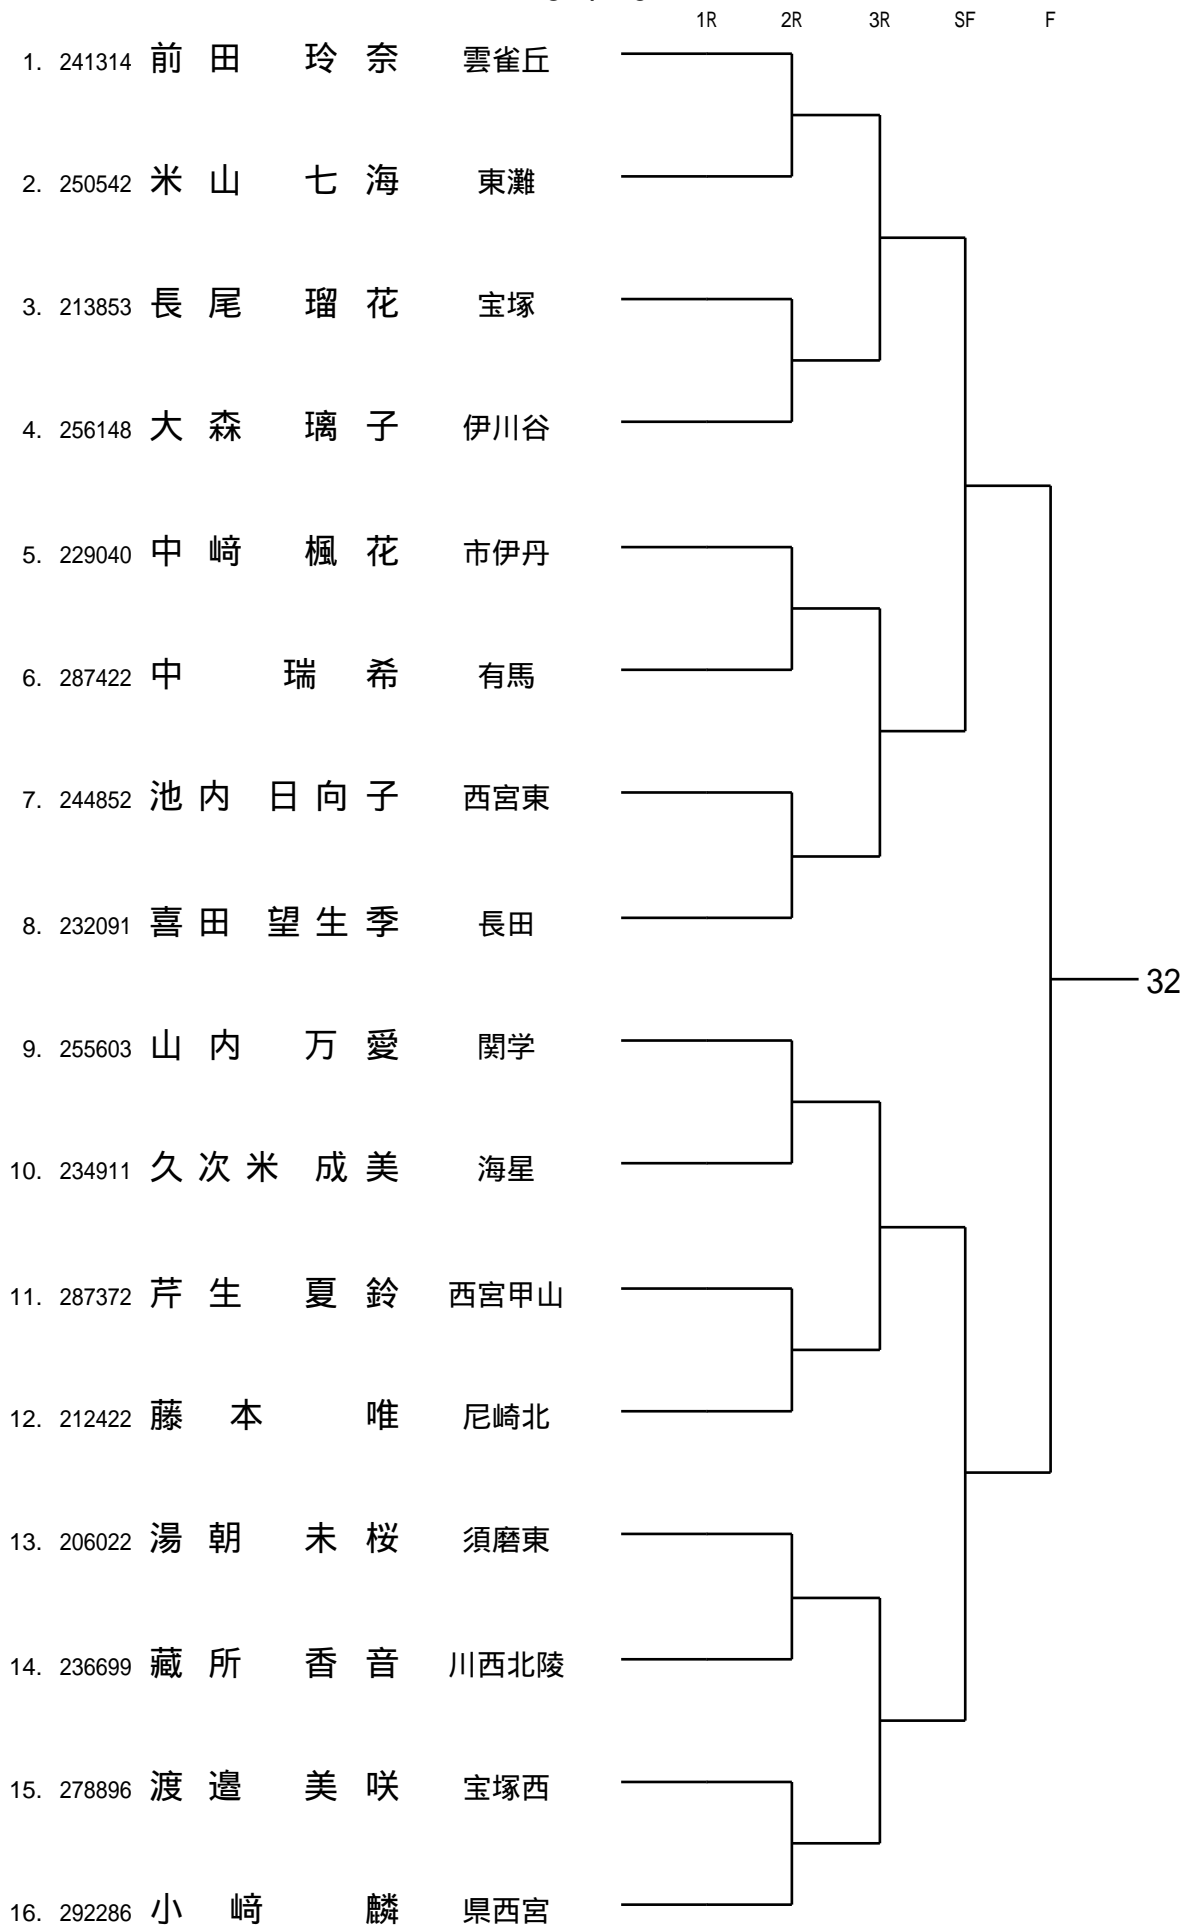 1R 2R 3R SF F
1. 241314 前田 玲奈 雲雀丘
2. 250542 米山 七海 東灘
3. 213853 長尾 瑠花 宝塚
4. 256148 大森 璃子 伊川谷
5. 229040 中﨑 楓花 市伊丹
6. 287422 中 瑞希 有馬
7. 244852 池内 日向子 西宮東
8. 232091 喜田 望生季 長田
32
9. 255603 山内 万愛 関学
10. 234911 久次米 成美 海星
11. 287372 芹生 夏鈴 西宮甲山
12. 212422 藤本 唯 尼崎北
13. 206022 湯朝 未桜 須磨東
14. 236699 藏所 香音 川西北陵
15. 278896 渡邉 美咲 宝塚西
16. 292286 小﨑 麟 県西宮